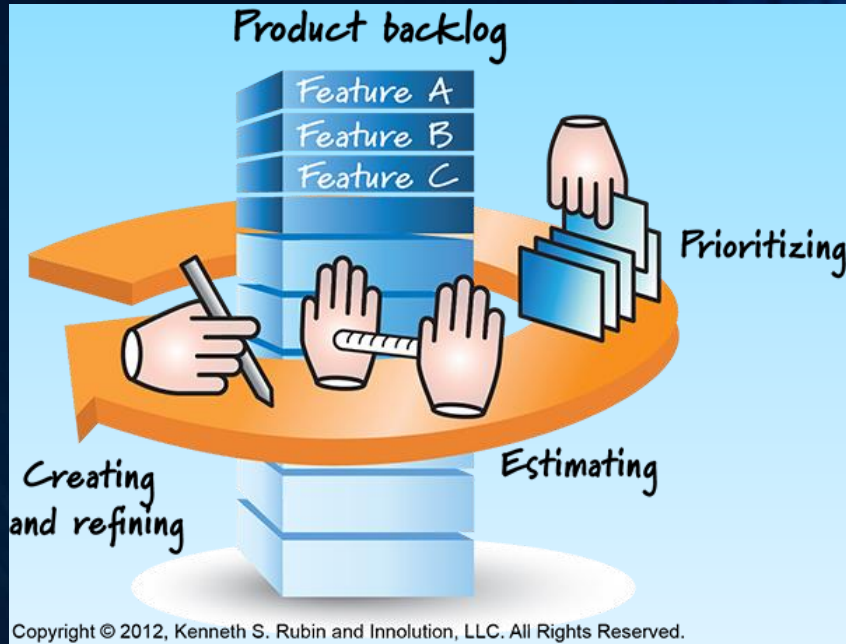 Product backlog
Feature A
Feature B
Feature C
Prioritizing
Estimating
Creating
and refining
Copyright © 2012, Kenneth S. Rubin and Innolution, LLC. All Rights Reserved.